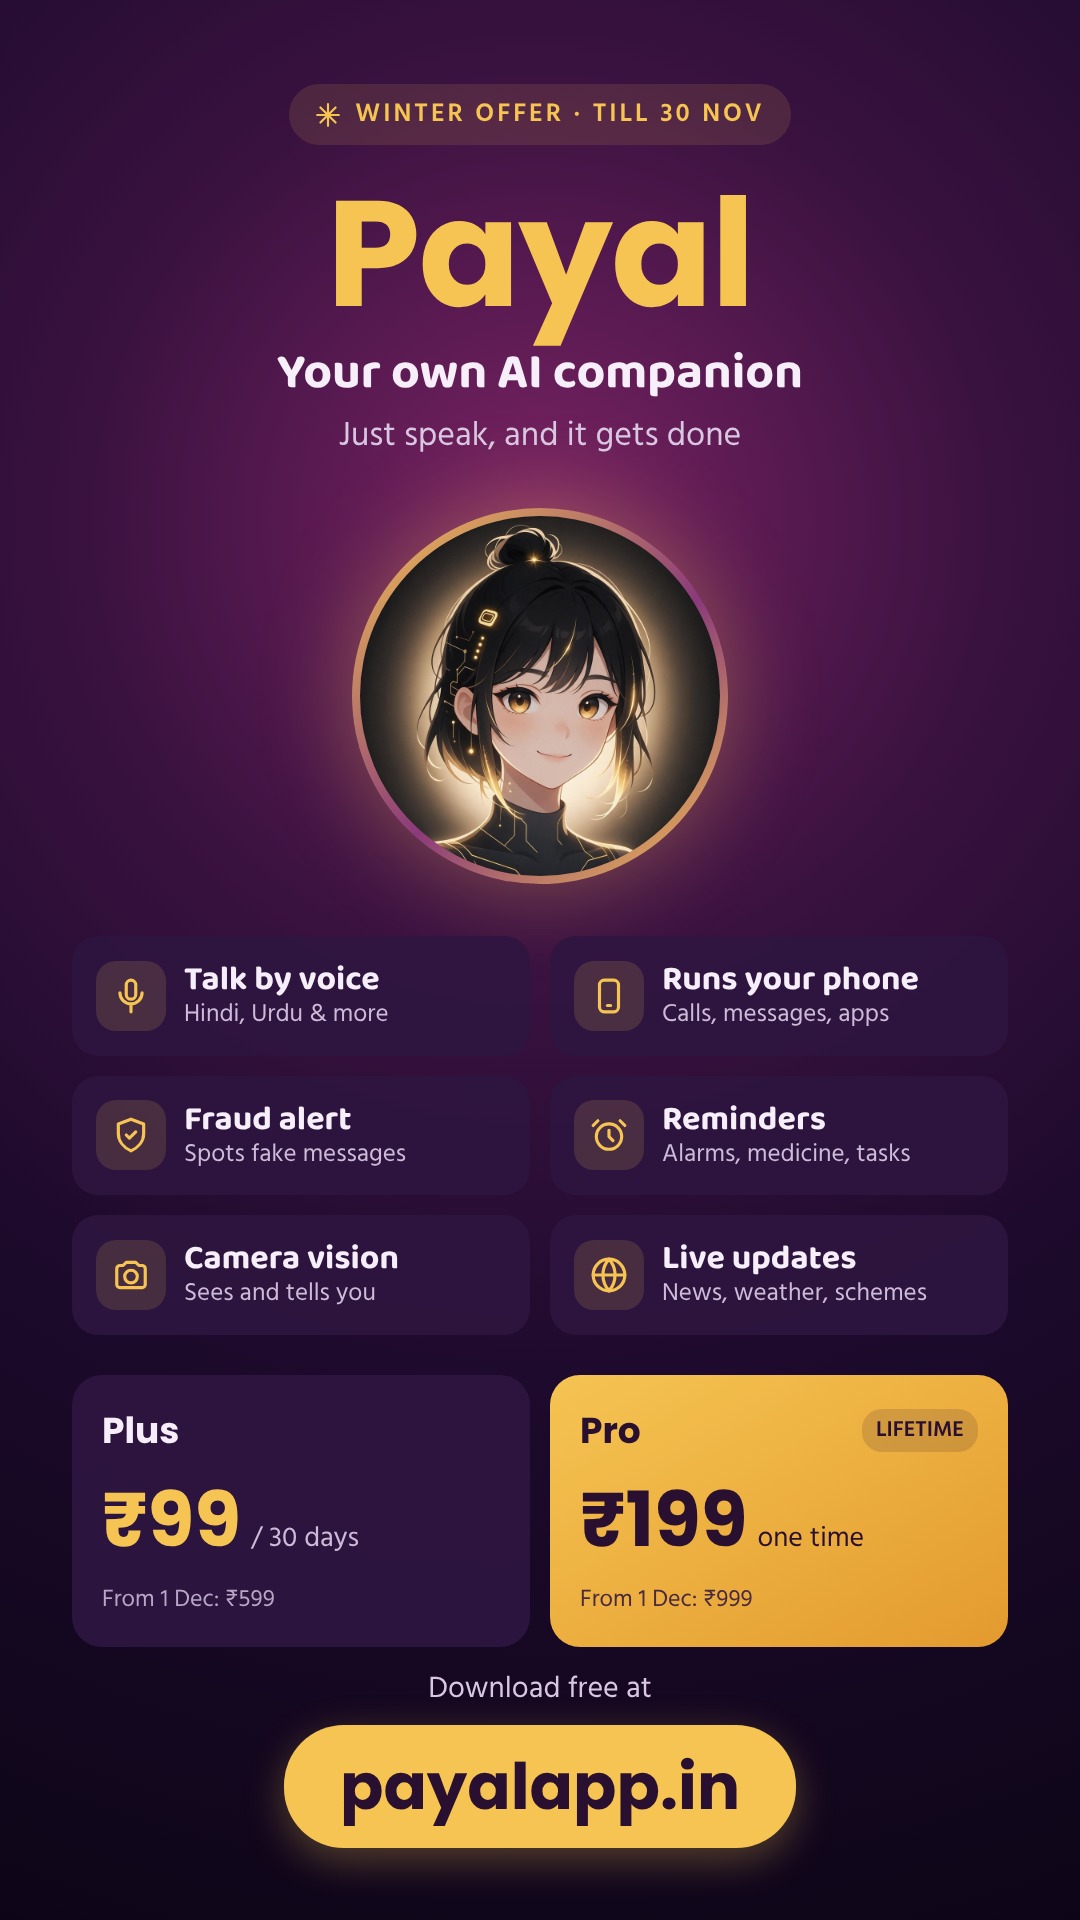 WINTER OFFER · TILL 30 NOV
Payal
Your own AI companion
Just speak, and it gets done
Talk by voice
Hindi, Urdu & more
Runs your phone
Calls, messages, apps
Fraud alert
Spots fake messages
Reminders
Alarms, medicine, tasks
Camera vision
Sees and tells you
Live updates
News, weather, schemes
Plus
₹99 / 30 days
From 1 Dec: ₹599
Pro
LIFETIME
₹199 one time
From 1 Dec: ₹999
Download free at
payalapp.in